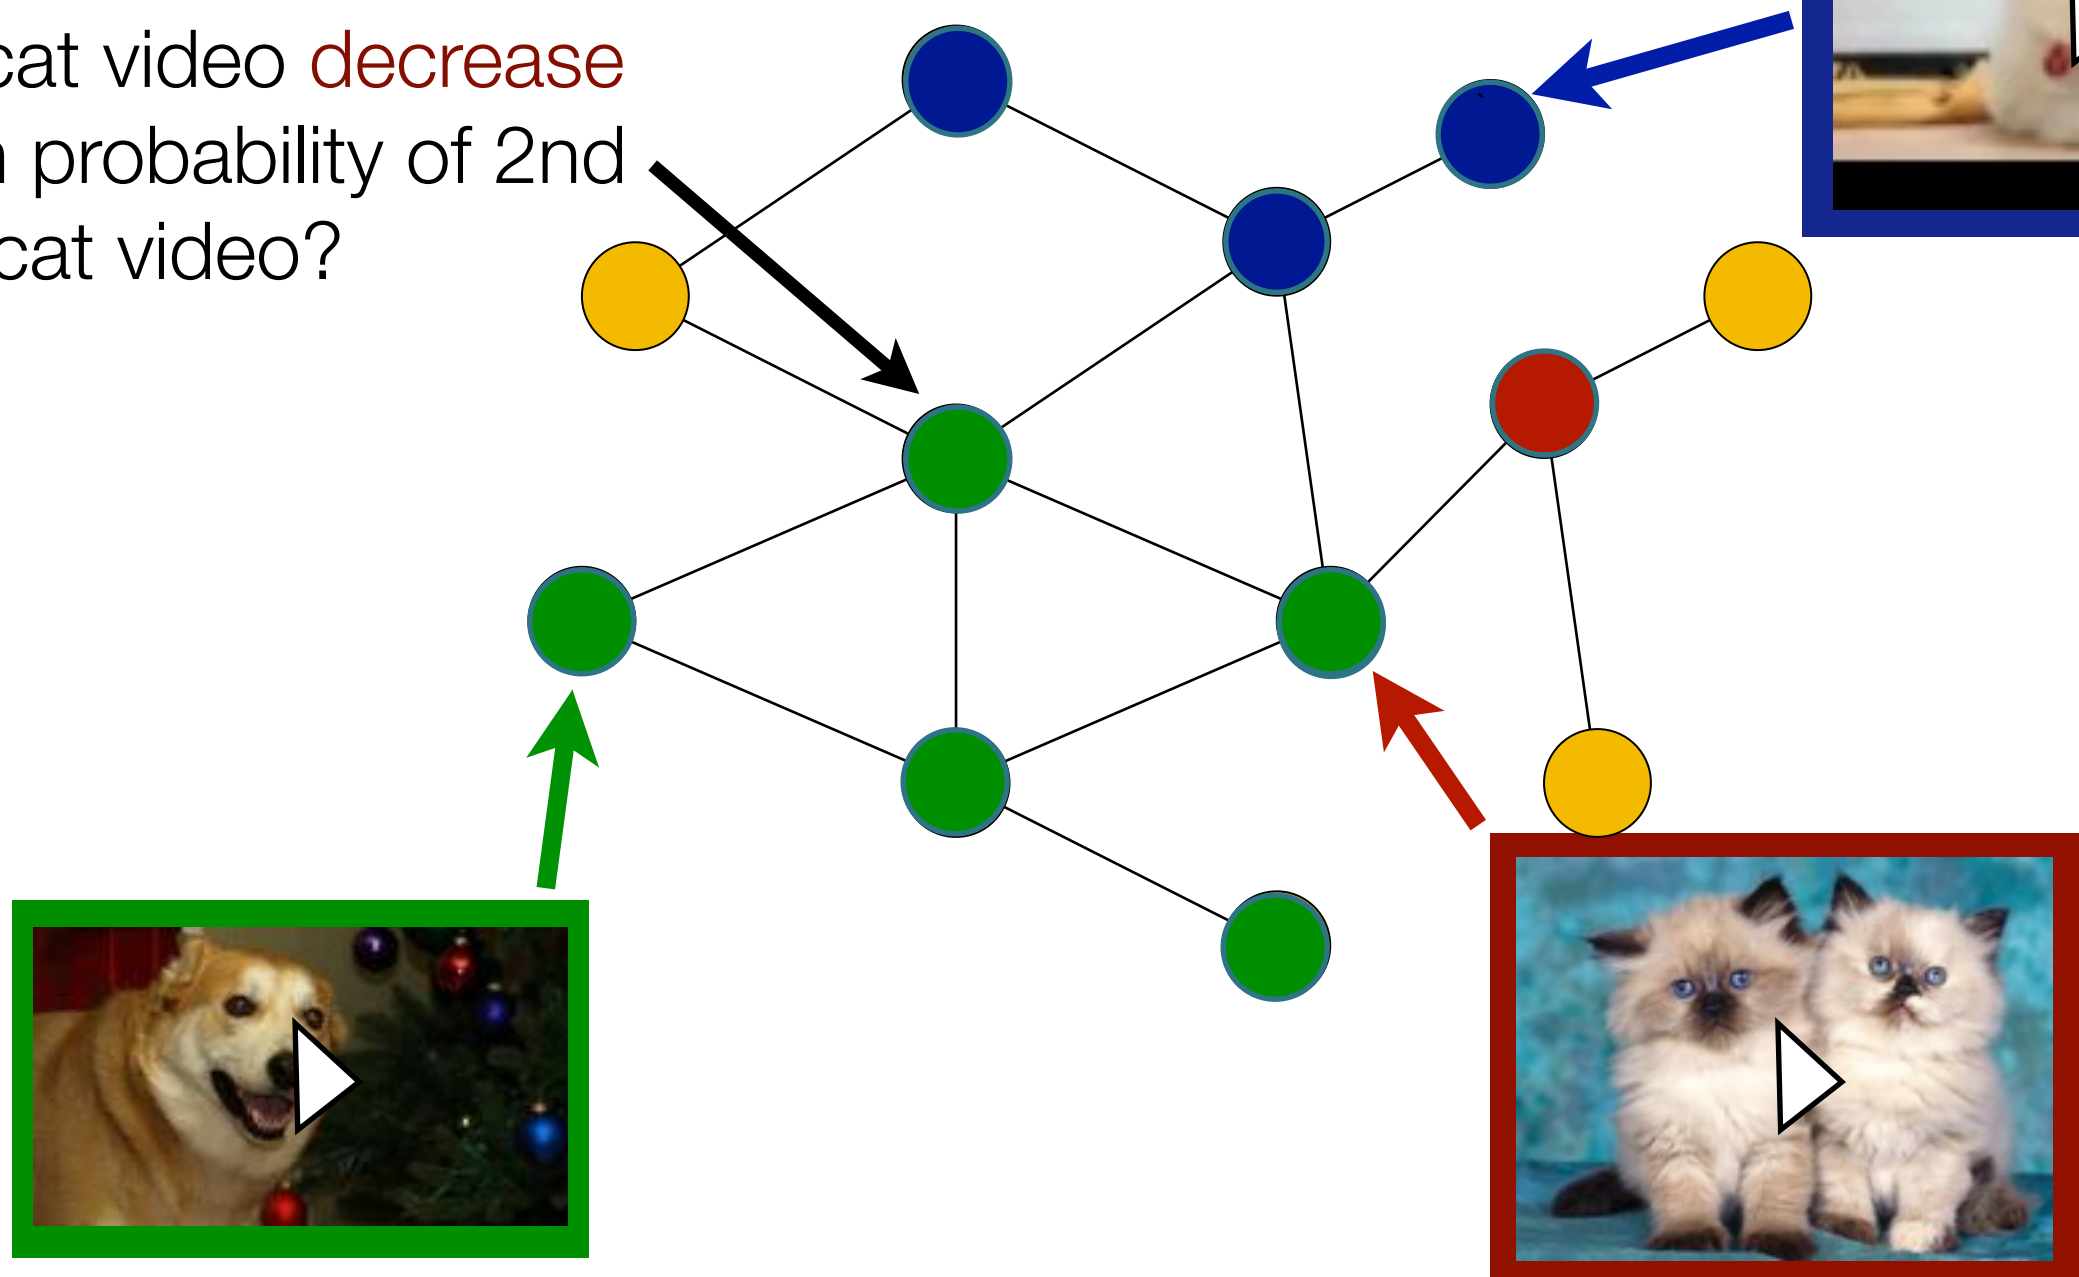 cat video decrease
probability of 2nd
cat video?